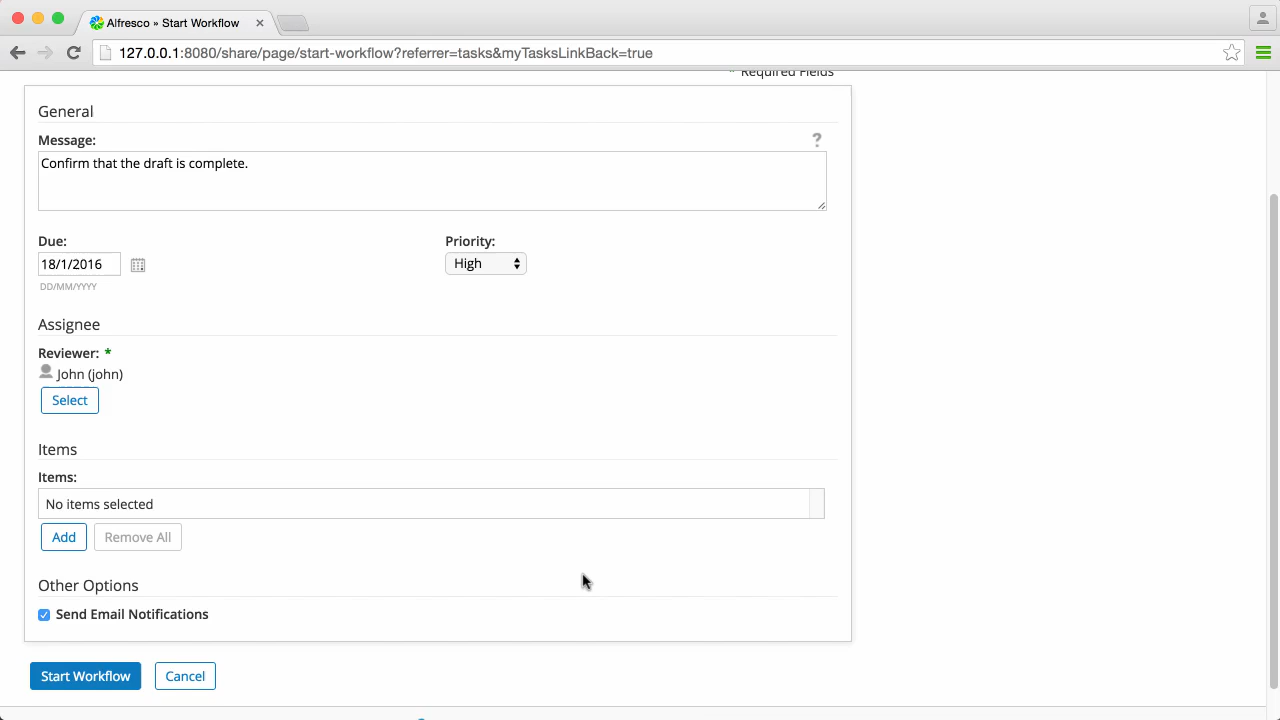 Alfresco » Start Workflow
127.0.0.1:8080/share/page/start-workflow?referrer=tasks&myTasksLinkBack=true
* Required Fields
General
Message: ?
Confirm that the draft is complete.
Due: Priority:
18/1/2016 High
DD/MM/YYYY
Assignee
Reviewer: *
John (john)
Select
Items
Items:
No items selected
Add Remove All
Other Options
Send Email Notifications
Start Workflow Cancel